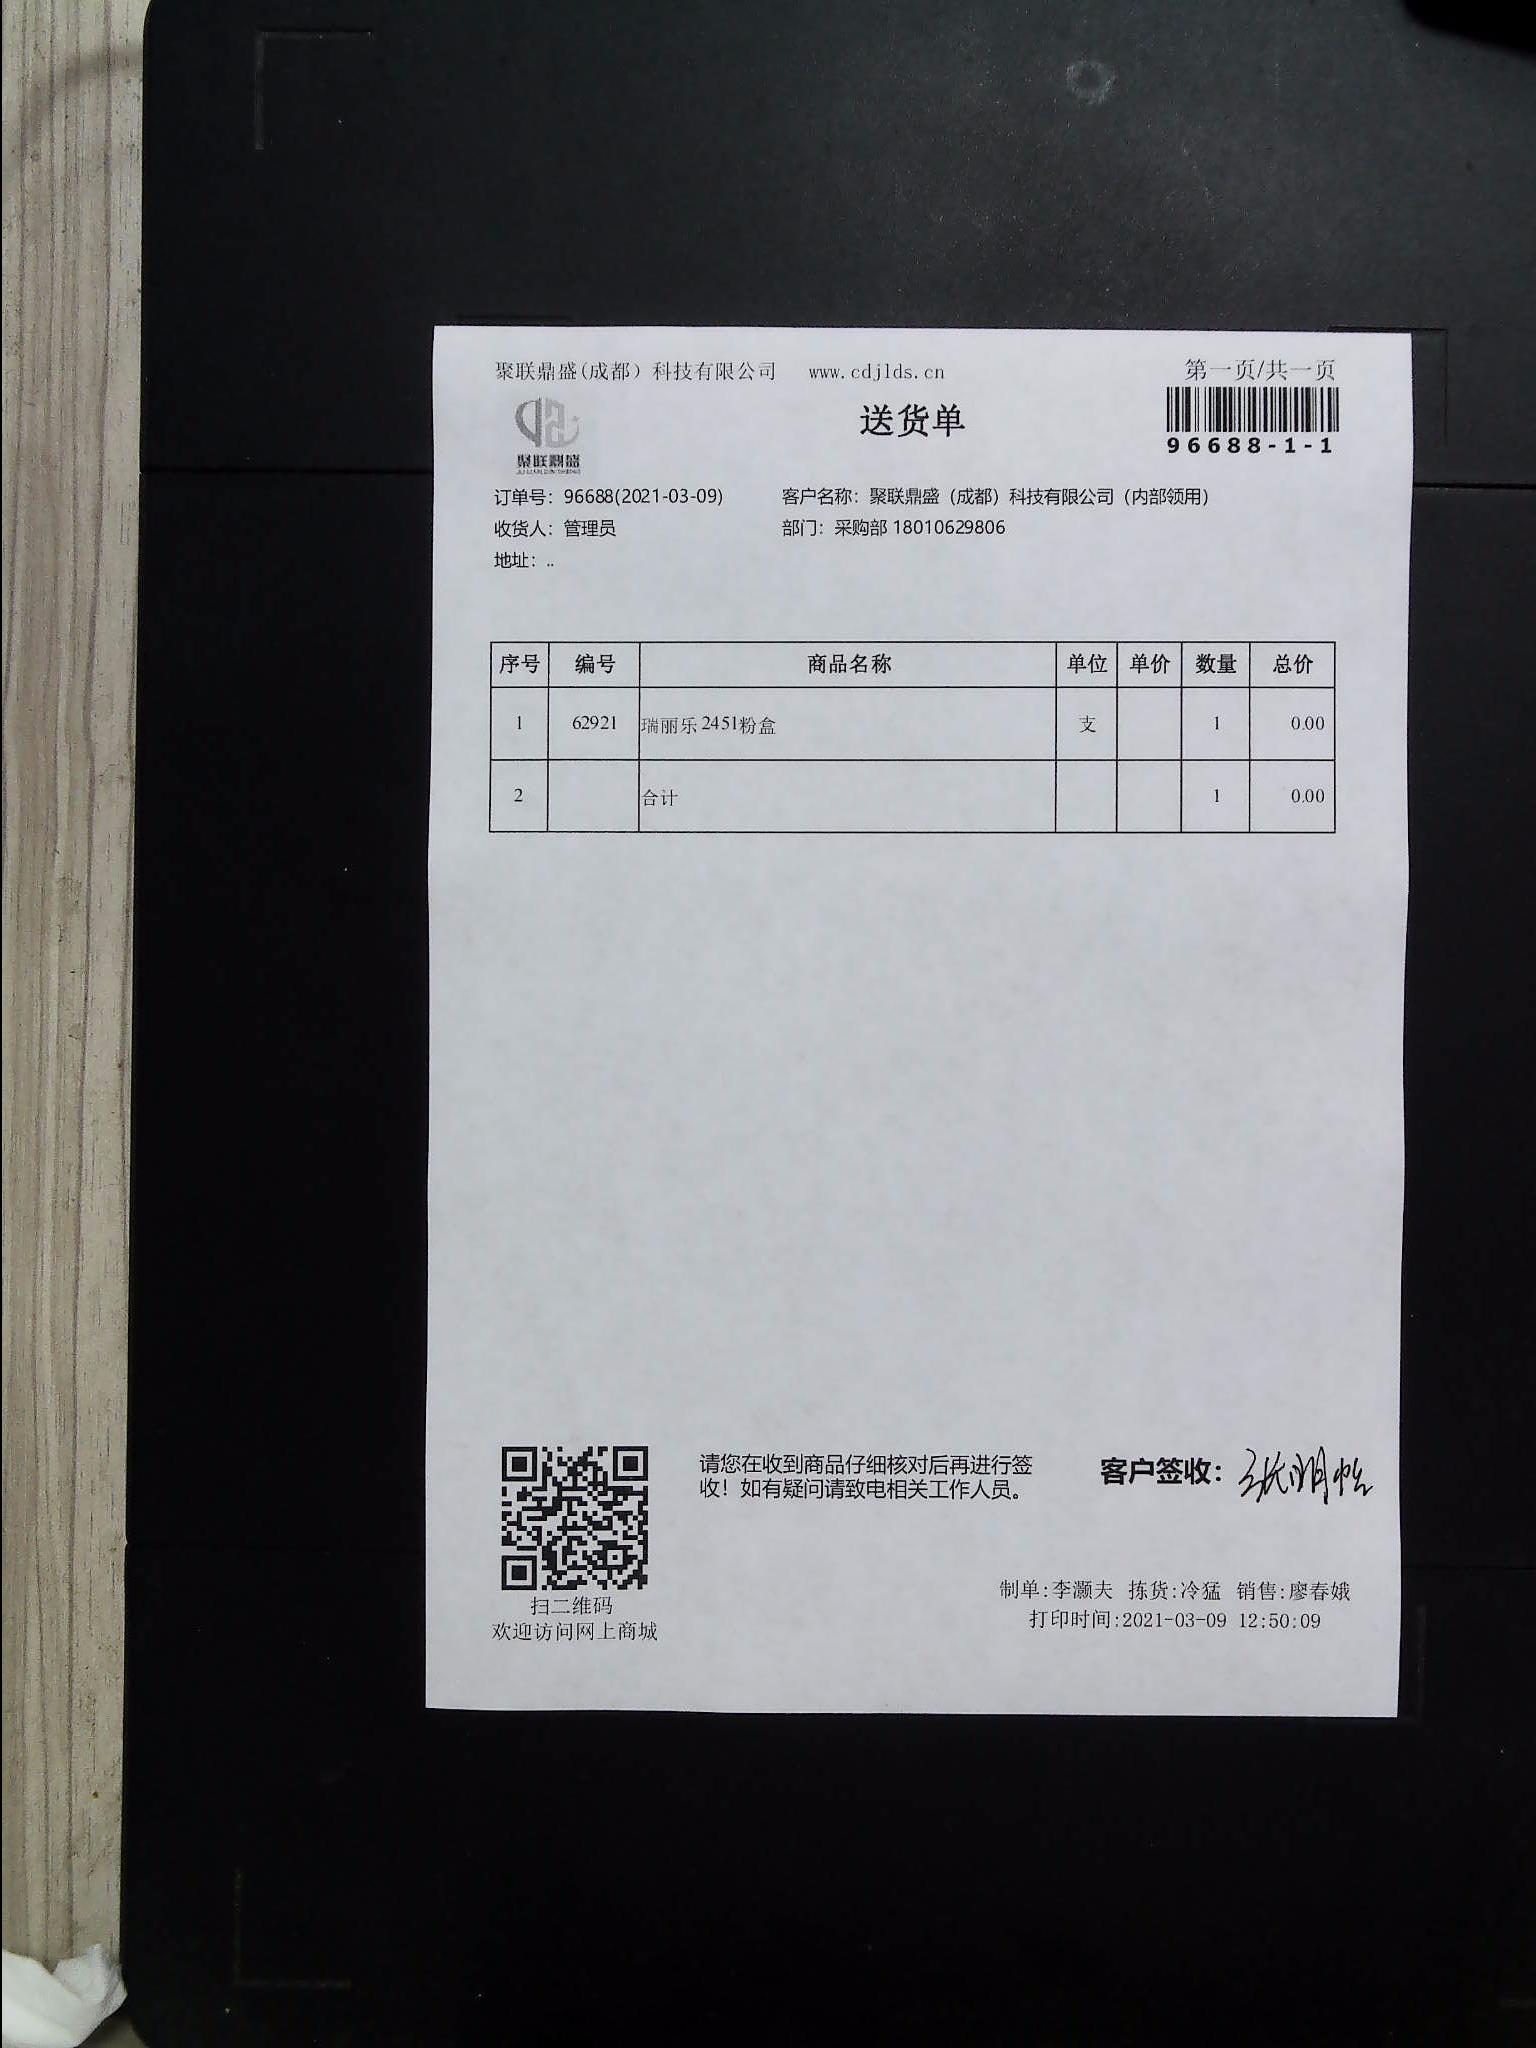 聚联鼎盛(成都）科技有限公司 www.cdjlds.cn
第一页/共一页
聚联鼎盛
送货单
96688-1-1
订单号：96688(2021-03-09) 客户名称：聚联鼎盛（成都）科技有限公司（内部领用）
收货人：管理员 部门：采购部 18010629806
地址：..
序号 编号 商品名称 单位 单价 数量 总价
1 62921 瑞丽乐2451粉盒 支 1 0.00
2 合计 1 0.00
请您在收到商品仔细核对后再进行签
收！如有疑问请致电相关工作人员。
客户签收：张明怡
扫二维码
欢迎访问网上商城
制单:李灏夫 拣货:冷猛 销售:廖春娥
打印时间:2021-03-09 12:50:09